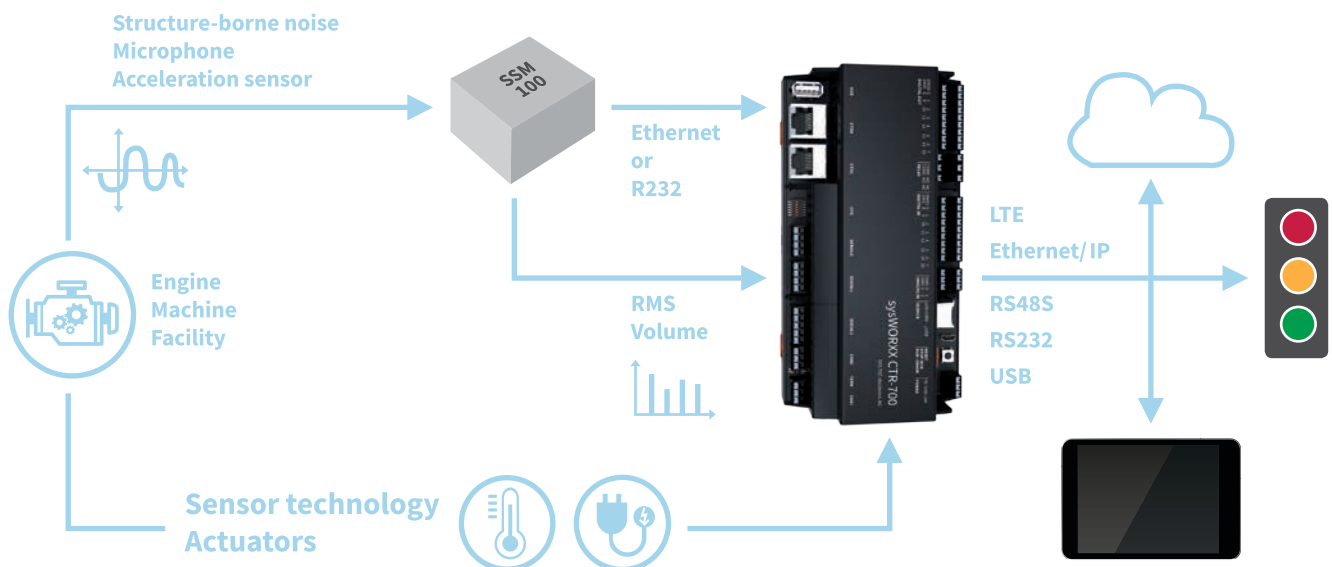 Structure-borne noise
Microphone
Acceleration sensor
SSM
100
Ethernet
or
R232
Engine
Machine
Facility
RMS
Volume
sysWORXX CTR-700
LTE
Ethernet/ IP
RS48S
RS232
USB
Sensor technology
Actuators